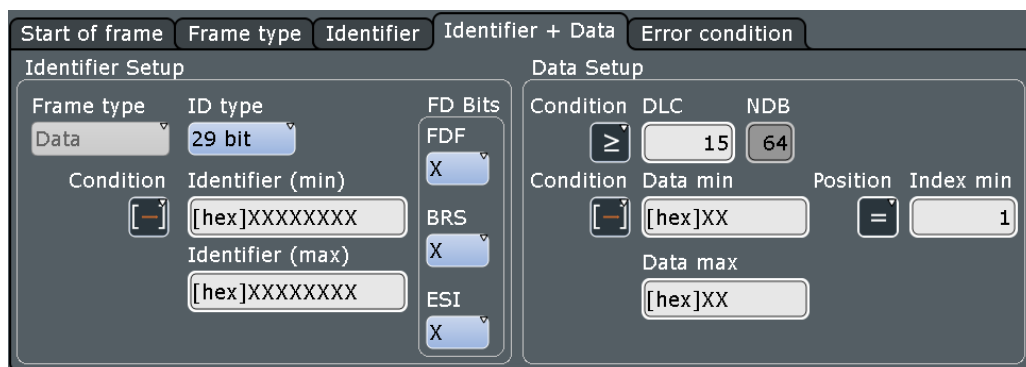 Start of frame Frame type Identifier Identifier + Data Error condition
Identifier Setup
Frame type ID type FD Bits
Data 29 bit FDF
X
Condition Identifier (min)
[–] [hex]XXXXXXXX BRS
Identifier (max) X
[hex]XXXXXXXX ESI
X
Data Setup
Condition DLC NDB
≥ 15 64
Condition Data min Position Index min
[–] [hex]XX = 1
Data max
[hex]XX